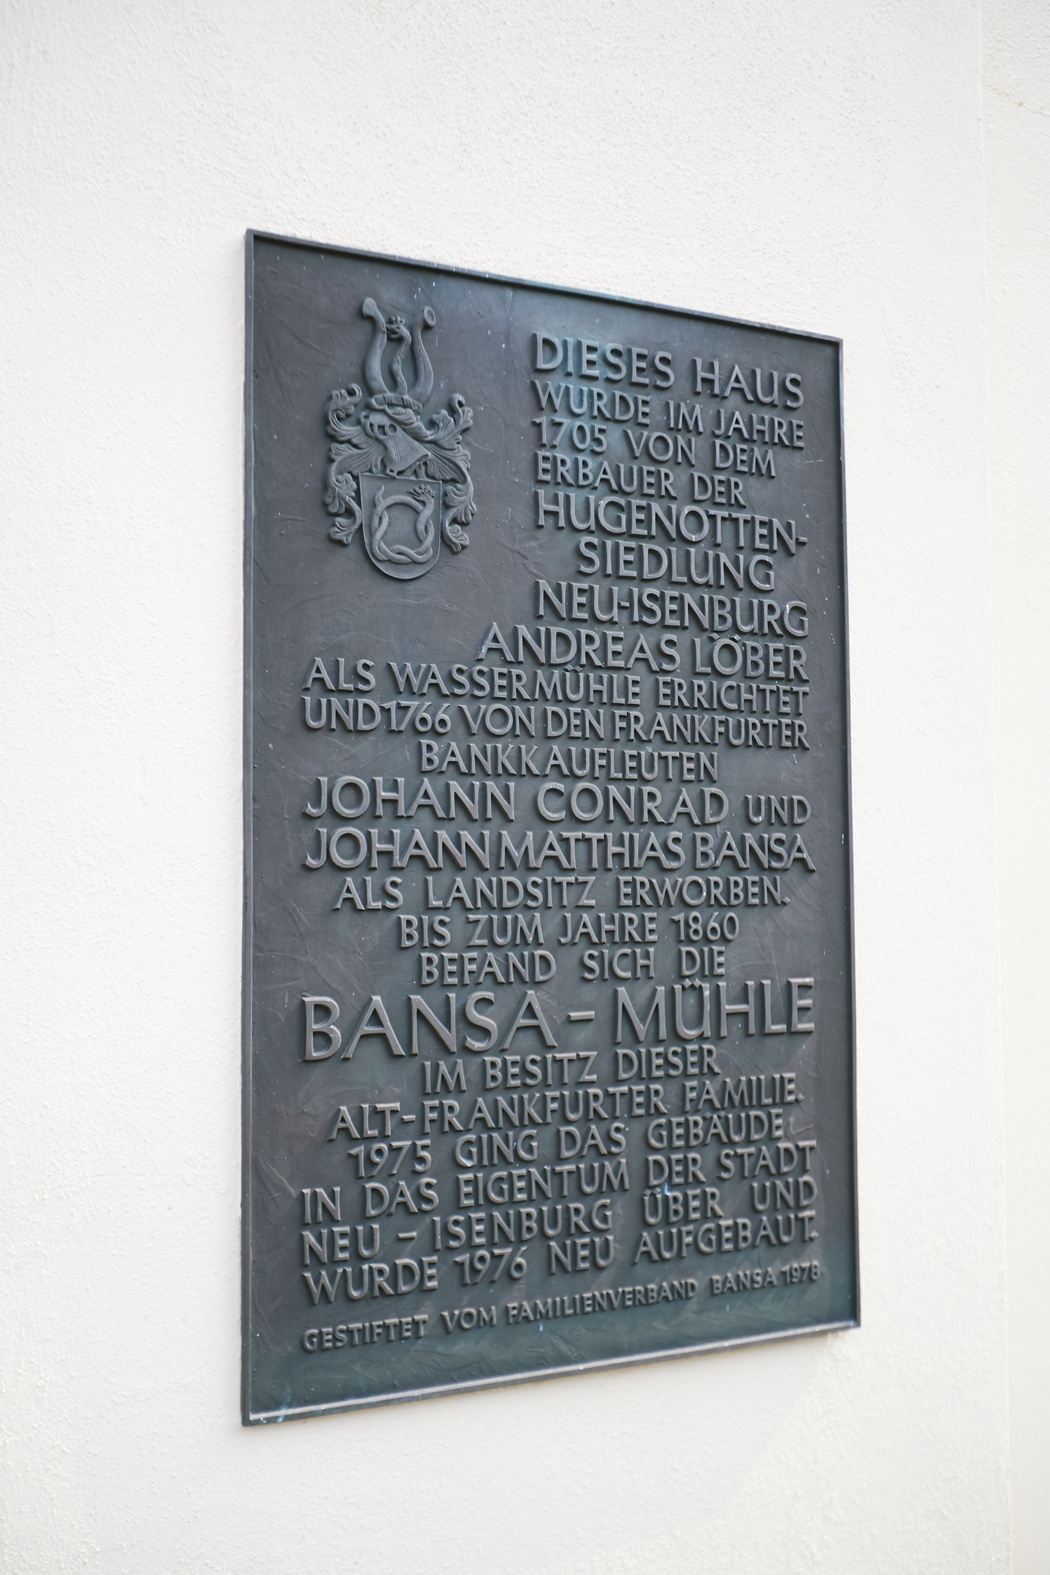 DIESES HAUS
WURDE IM JAHRE
1705 VON DEM
ERBAUER DER
HUGENOTTEN-
SIEDLUNG
NEU-ISENBURG
ANDREAS LÖBER
ALS WASSERMÜHLE ERRICHTET
UND 1766 VON DEN FRANKFURTER
BANKKAUFLEUTEN
JOHANN CONRAD UND
JOHANN MATTHIAS BANSA
ALS LANDSITZ ERWORBEN.
BIS ZUM JAHRE 1860
BEFAND SICH DIE
BANSA-MÜHLE
IM BESITZ DIESER
ALT-FRANKFURTER FAMILIE.
1975 GING DAS GEBÄUDE
IN DAS EIGENTUM DER STADT
NEU-ISENBURG ÜBER UND
WURDE 1976 NEU AUFGEBAUT.
GESTIFTET VOM FAMILIENVERBAND BANSA 1978